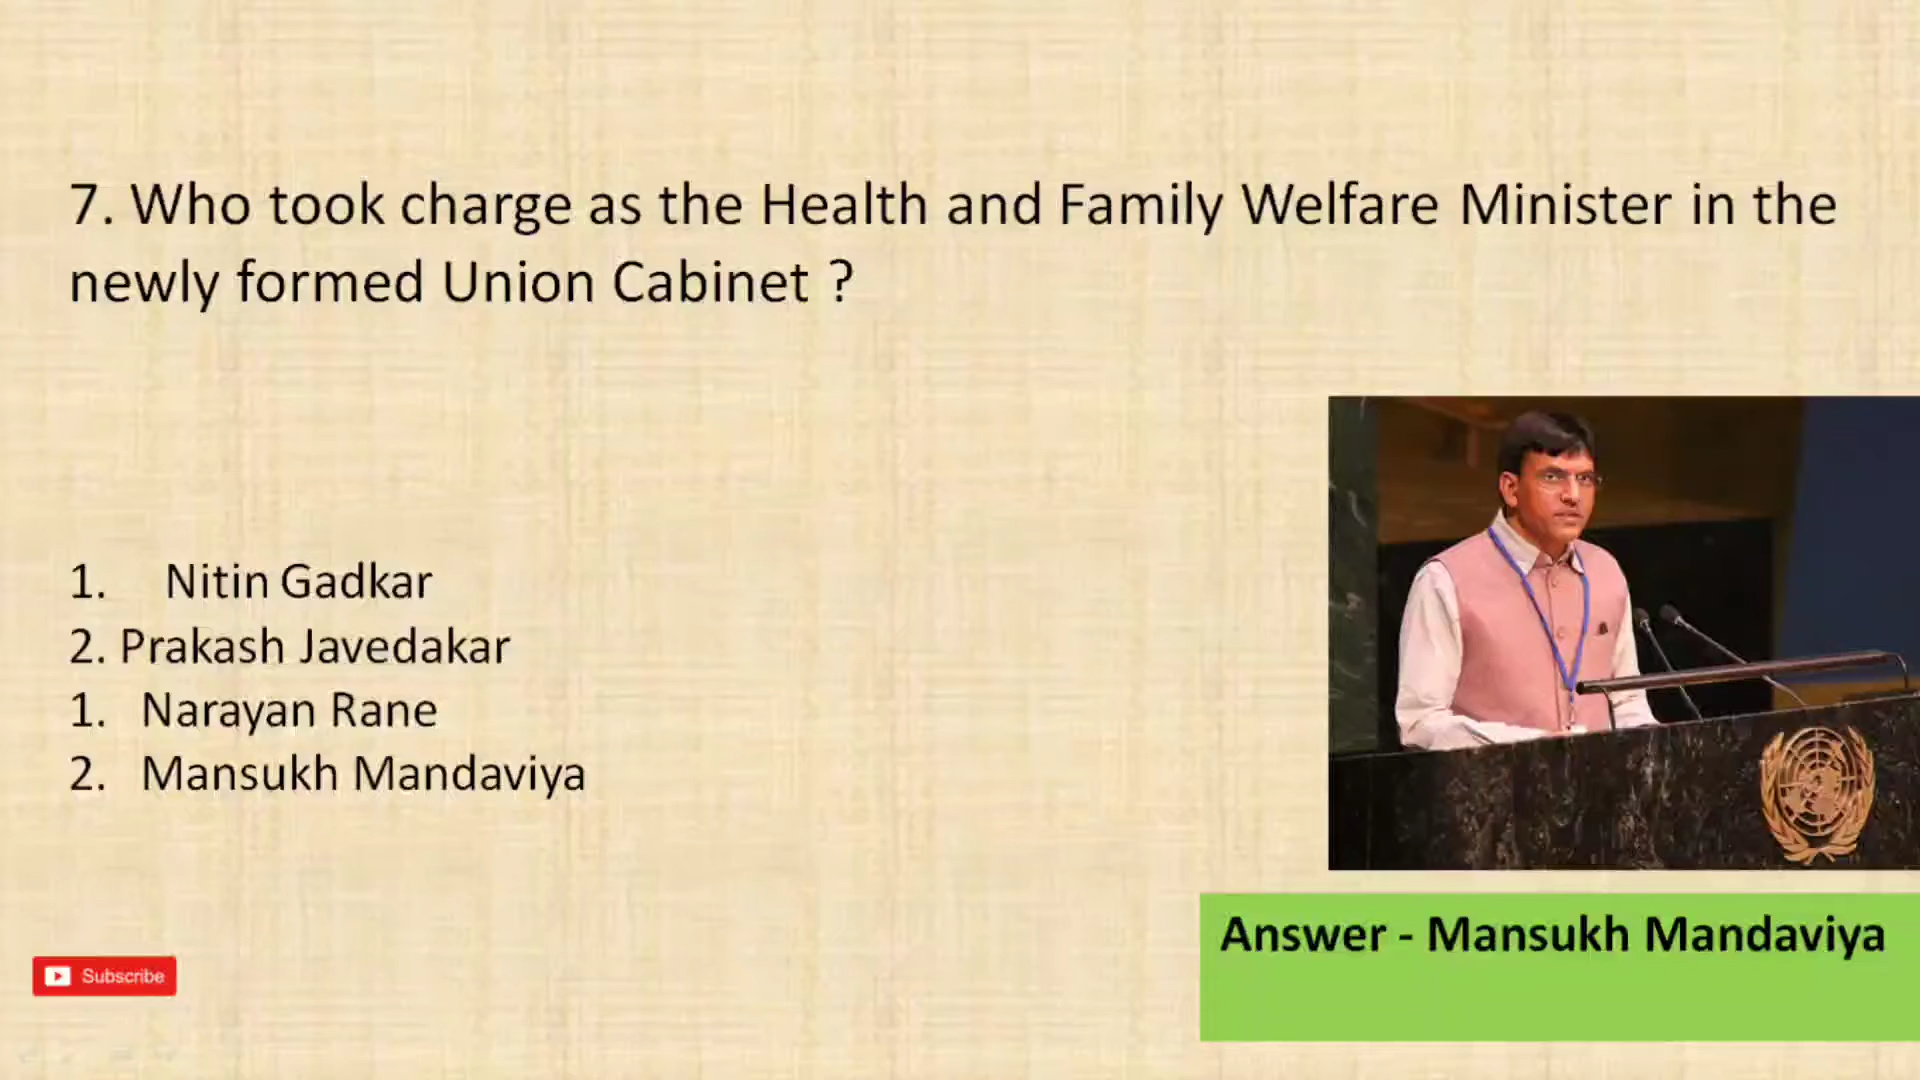 7. Who took charge as the Health and Family Welfare Minister in the
newly formed Union Cabinet ?
1. Nitin Gadkar
2. Prakash Javedakar
1. Narayan Rane
2. Mansukh Mandaviya
Answer - Mansukh Mandaviya
Subscribe